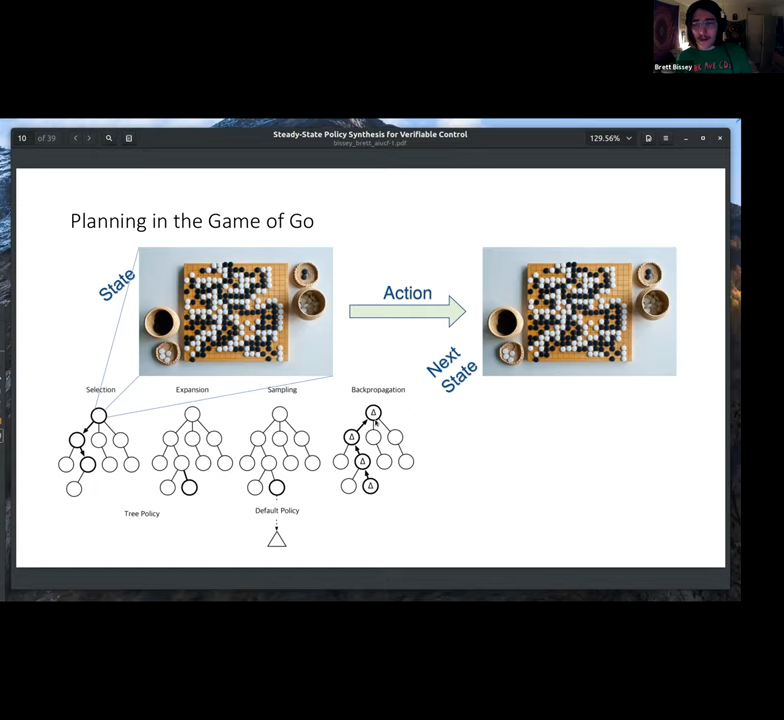 Brett Bissey
10 of 39
Steady-State Policy Synthesis for Verifiable Control
bissey_brett_aiucf-1.pdf
129.56%
Planning in the Game of Go
State
Action
Next
State
Selection
Expansion
Sampling
Backpropagation
Δ
Δ
Δ
Δ
Tree Policy
Default Policy